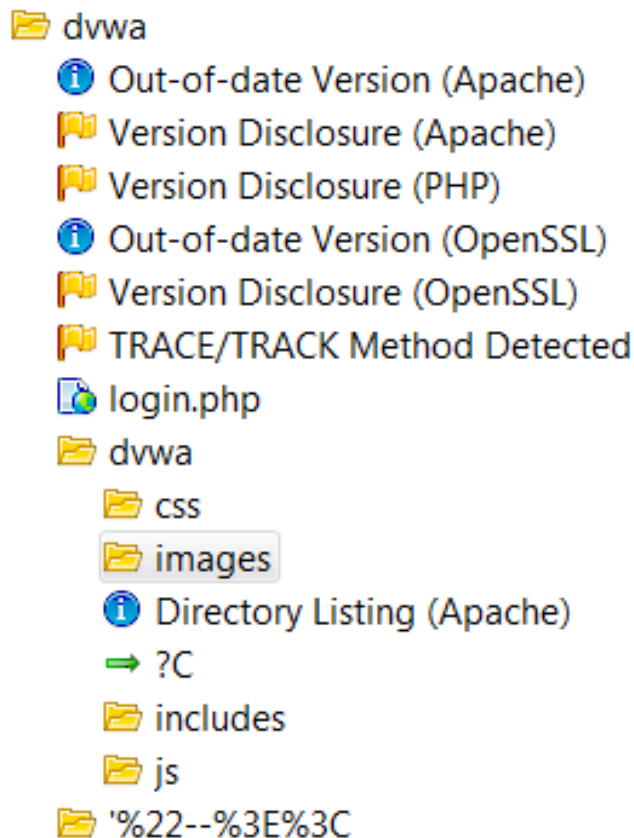 dvwa
Out-of-date Version (Apache)
Version Disclosure (Apache)
Version Disclosure (PHP)
Out-of-date Version (OpenSSL)
Version Disclosure (OpenSSL)
TRACE/TRACK Method Detected
login.php
dvwa
css
images
Directory Listing (Apache)
?C
includes
js
'%22--%3E%3C